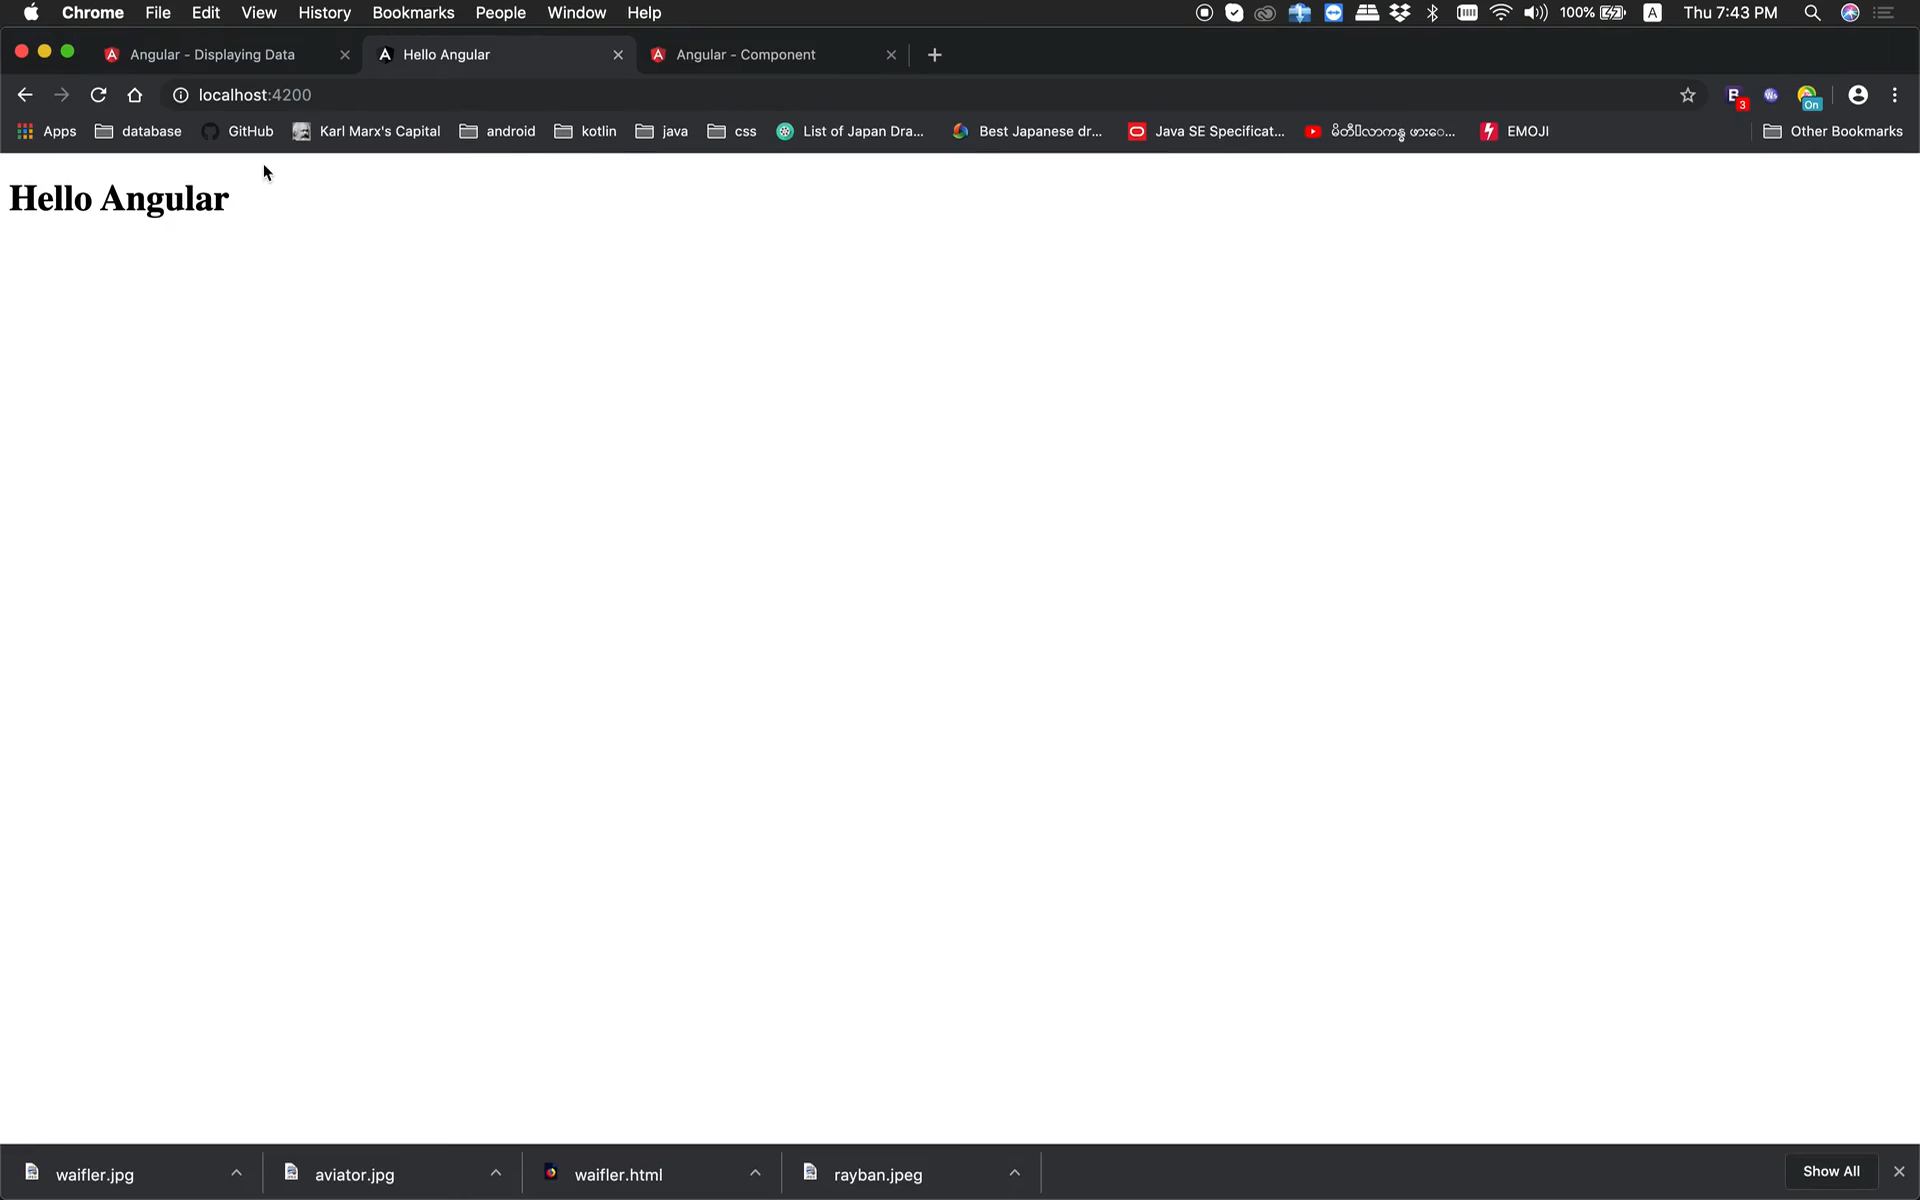 Chrome File Edit View History Bookmarks People Window Help 100% A Thu 7:43 PM
Angular - Displaying Data Hello Angular Angular - Component
localhost:4200 3 On
Apps database GitHub Karl Marx's Capital android kotlin java css List of Japan Dra... Best Japanese dr... Java SE Specificat... EMOJI Other Bookmarks
Hello Angular
waifler.jpg aviator.jpg waifler.html rayban.jpeg Show All